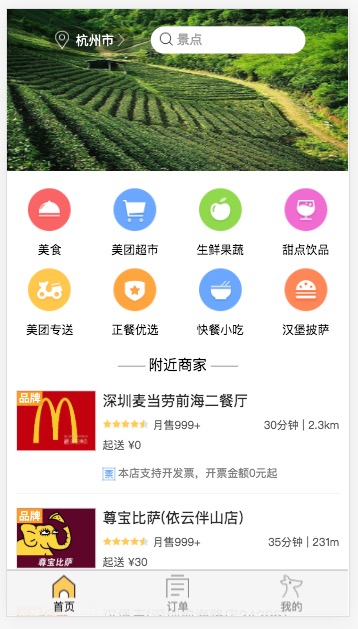 杭州市
景点
美食
美团超市
生鲜果蔬
甜点饮品
美团专送
正餐优选
快餐小吃
汉堡披萨
附近商家
品牌
深圳麦当劳前海二餐厅
月售999+
30分钟 | 2.3km
起送 ¥0
票 本店支持开发票，开票金额0元起
品牌
尊宝比萨(依云伴山店)
月售999+
35分钟 | 231m
尊宝比萨
起送 ¥30
首页
订单
我的